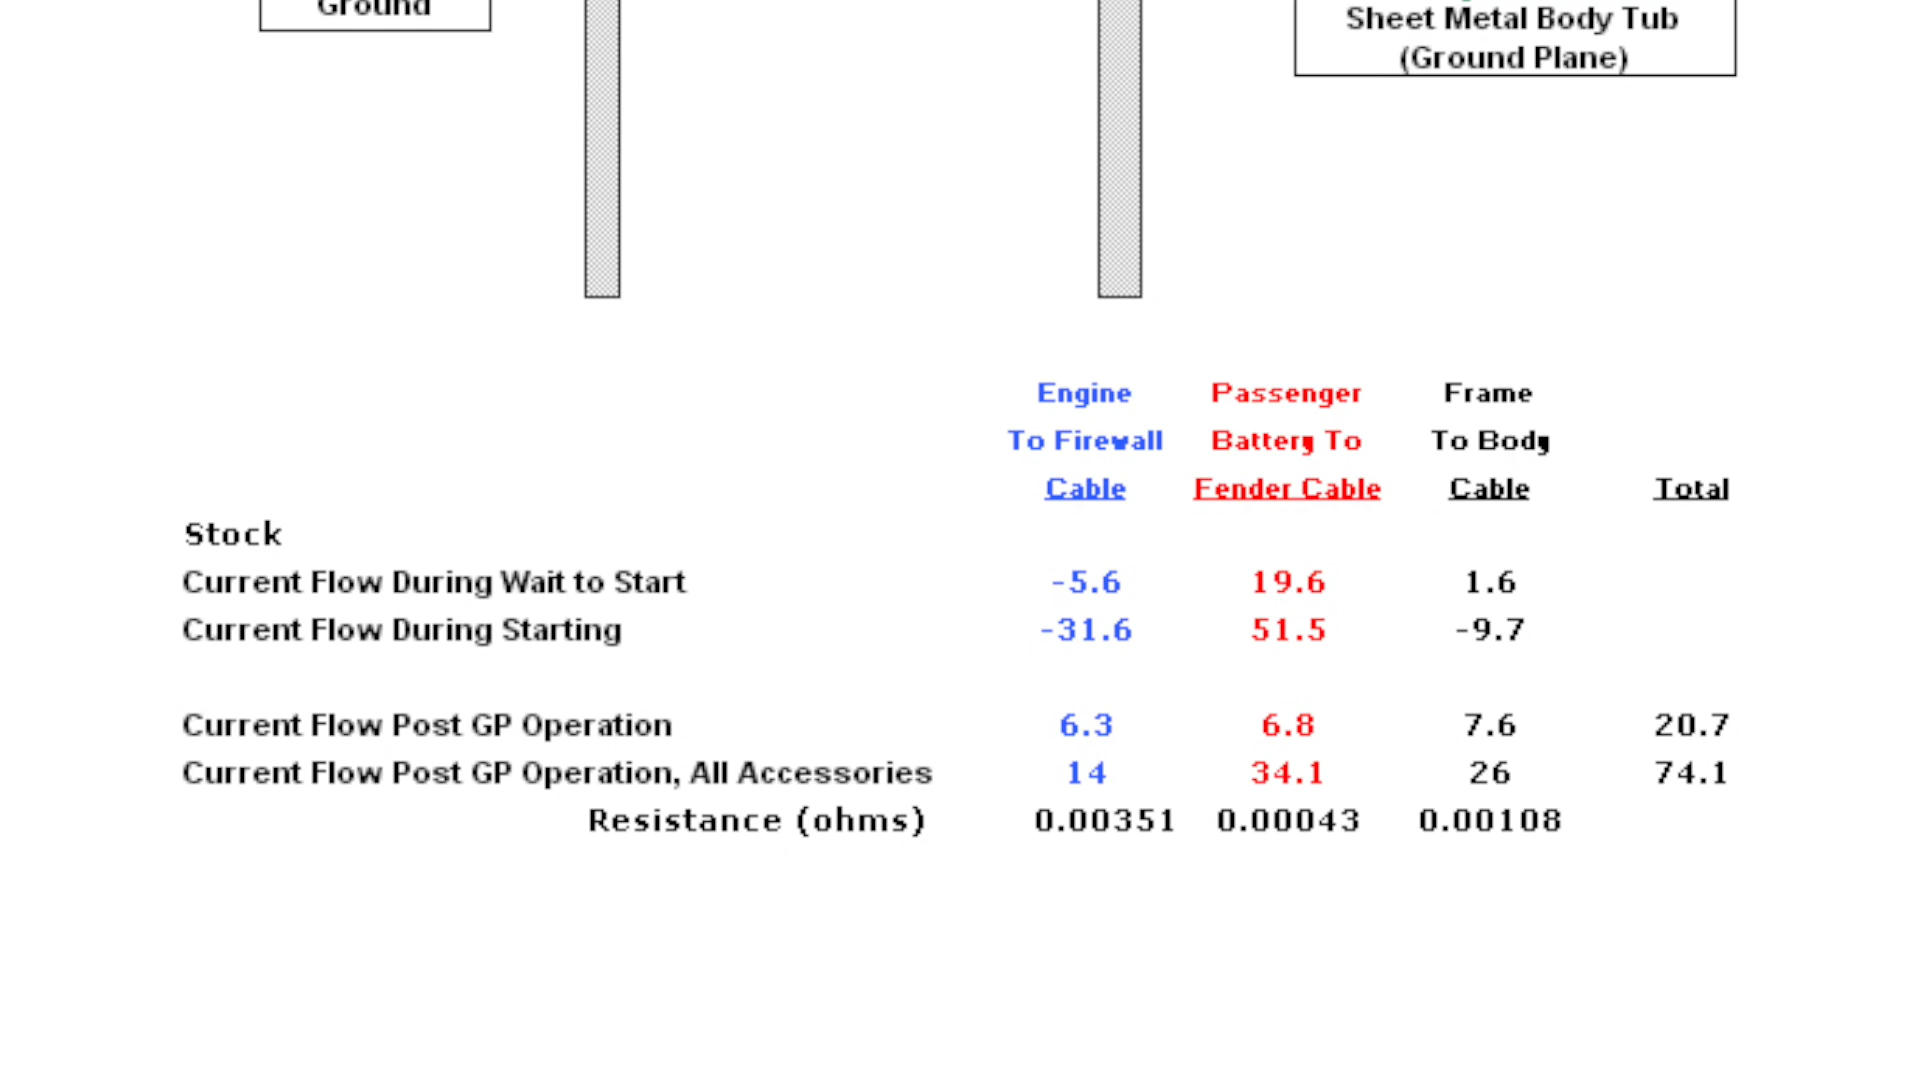 Ground
Sheet Metal Body Tub
(Ground Plane)
Engine Passenger Frame
To Firewall Battery To To Body
Cable Fender Cable Cable Total
Stock
Current Flow During Wait to Start -5.6 19.6 1.6
Current Flow During Starting -31.6 51.5 -9.7
Current Flow Post GP Operation 6.3 6.8 7.6 20.7
Current Flow Post GP Operation, All Accessories 14 34.1 26 74.1
Resistance (ohms) 0.00351 0.00043 0.00108